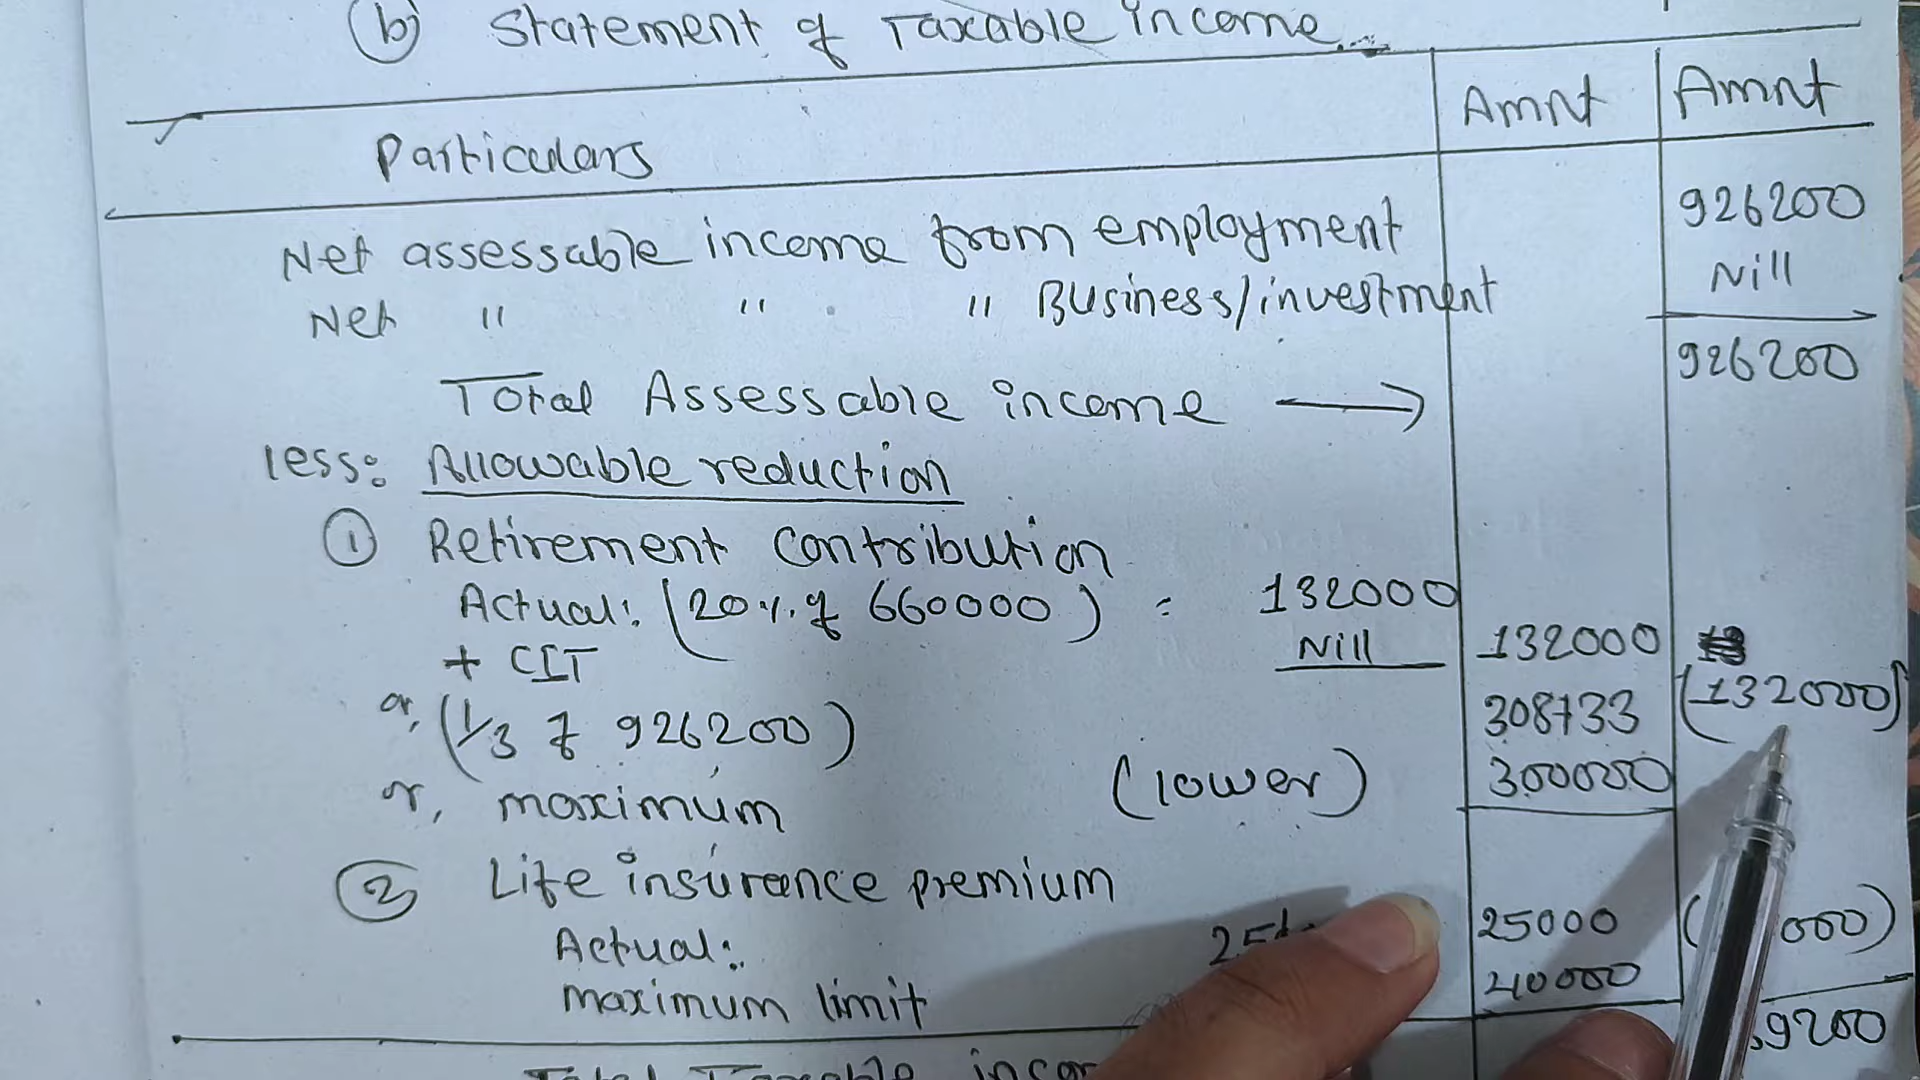 (b) Statement of Taxable income
Particulars Amnt Amnt
Net assessable income from employment 926200
Net " " " Business/investment Nill
Total Assessable income → 926200
less: Allowable reduction
① Retirement contribution
Actual: (20%. of 660000) = 132000
+ CIT Nill 132000
(132000)
or, (1/3 of 926200) 308733
or, maximum (lower) 300000
② Life insurance premium
Actual: 25000
maximum limit 40000
Total Taxable